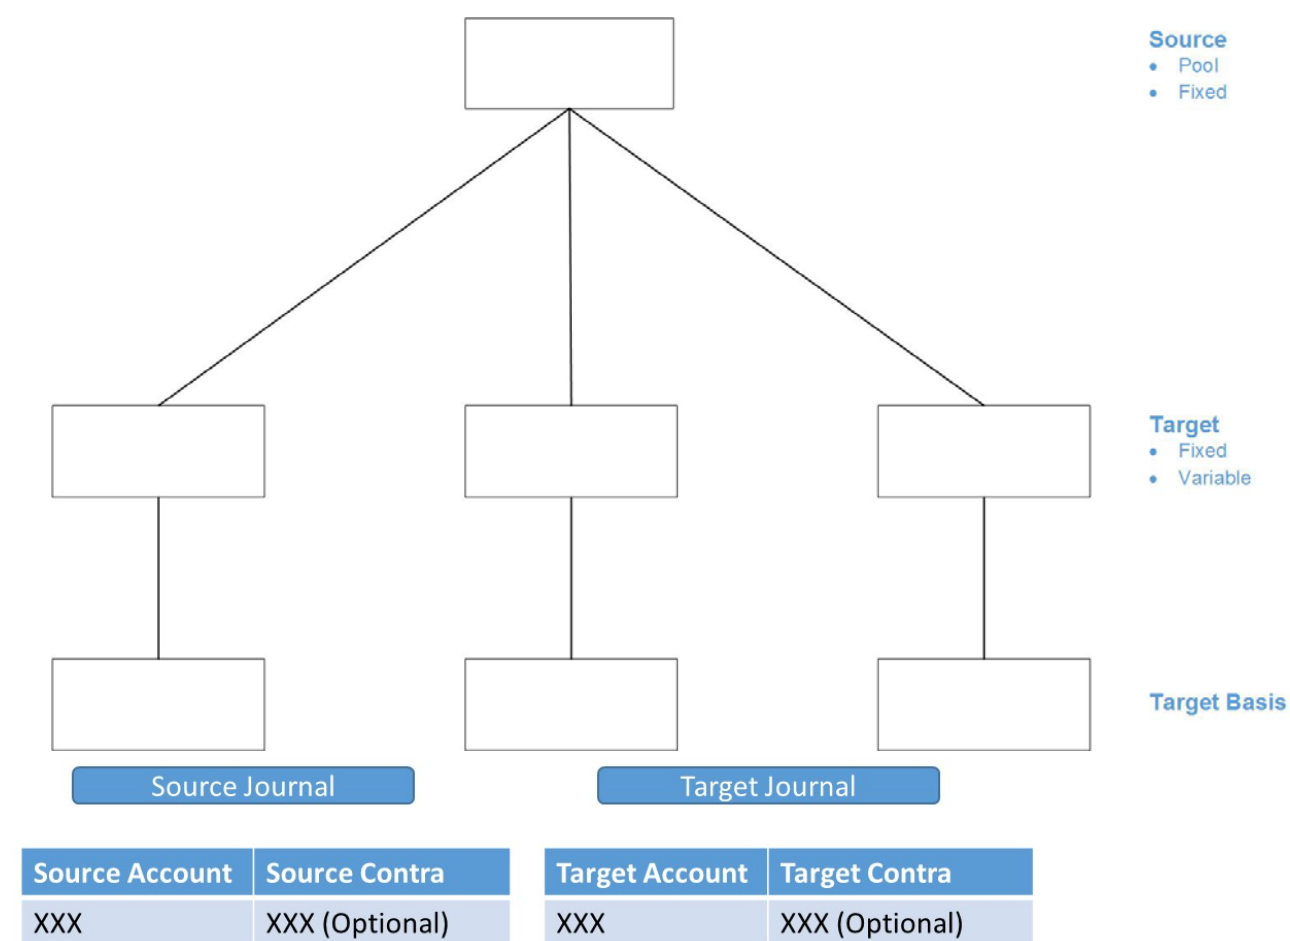 Source
• Pool
• Fixed
Target
• Fixed
• Variable
Target Basis
Source Journal
Target Journal
Source Account Source Contra
XXX XXX (Optional)
Target Account Target Contra
XXX XXX (Optional)